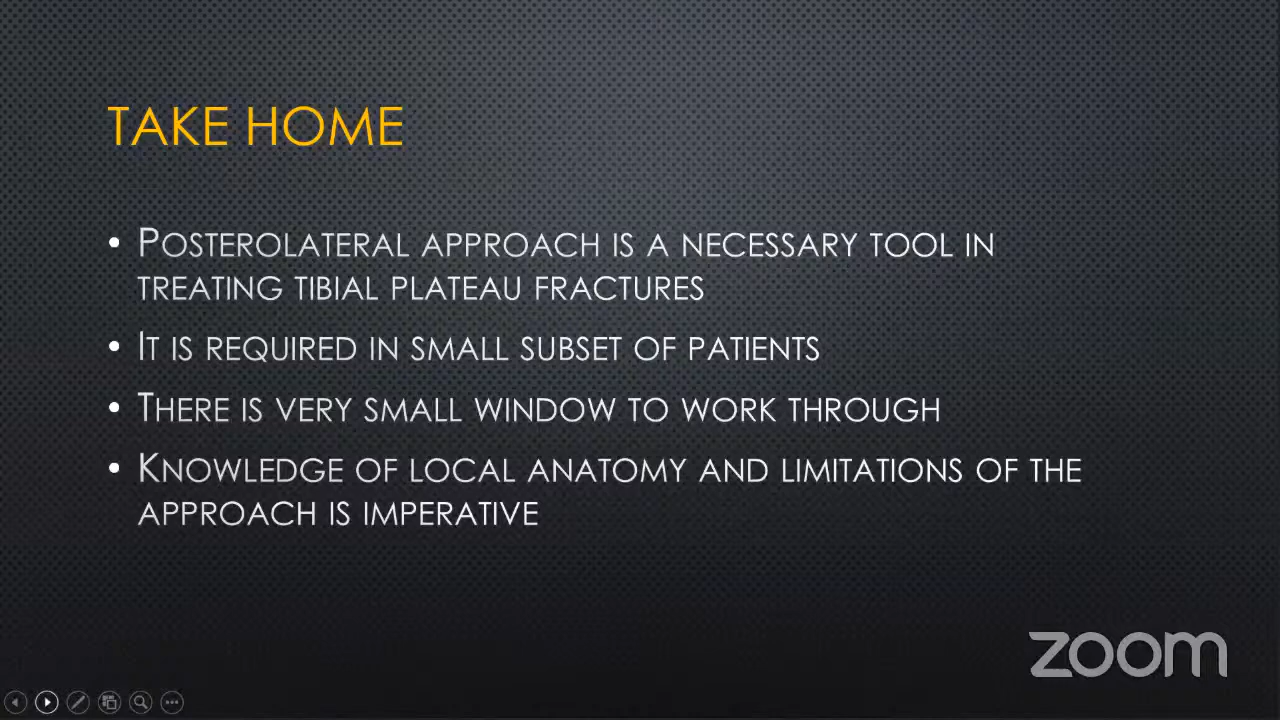 TAKE HOME
• POSTEROLATERAL APPROACH IS A NECESSARY TOOL IN
TREATING TIBIAL PLATEAU FRACTURES
• IT IS REQUIRED IN SMALL SUBSET OF PATIENTS
• THERE IS VERY SMALL WINDOW TO WORK THROUGH
• KNOWLEDGE OF LOCAL ANATOMY AND LIMITATIONS OF THE
APPROACH IS IMPERATIVE
zoom